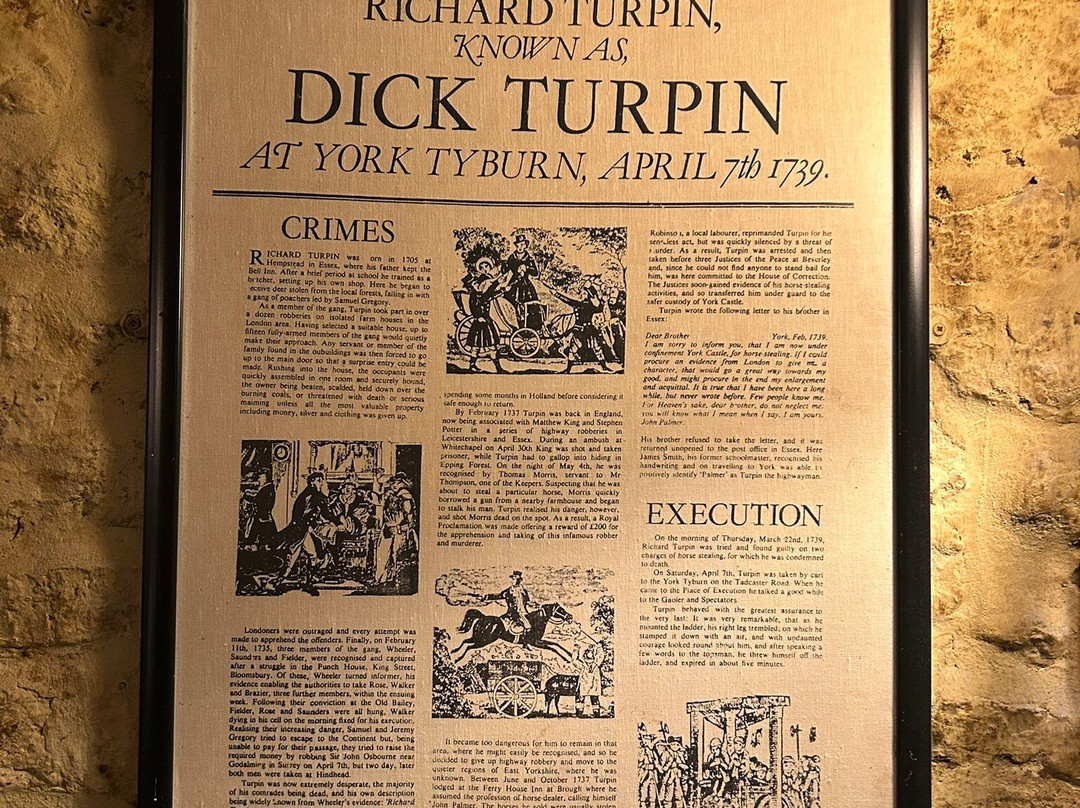 RICHARD TURPIN,
KNOWN AS,
DICK TURPIN
AT YORK TYBURN, APRIL 7th 1739.
CRIMES
RICHARD TURPIN was orn in 1705 at
Hempstead in Essex, where his father kept the
Bell Inn. After a brief period at school he trained as a
butcher, setting up his own shop. Here he began to
receive deer stolen from the local forests, falling in with
a gang of poachers led by Samuel Gregory.
As a member of the gang, Turpin took part in over
a dozen robberies on isolated farm houses in the
London area. Having selected a suitable house, up to
fifteen fully-armed members of the gang would quietly
make their approach. Any servant or member of the
family found in the outbuildings was then forced to go
up to the main door so that a surprise entry could be
made. Rushing into the house, the occupants were
quickly assembled in one room and securely bound,
the owner being beaten, scalded, held down over the
burning coals, or threatened with death or serious
maiming unless all the most valuable property
including money, silver and clothing was given up.
Londoners were outraged and every attempt was
made to apprehend the offenders. Finally, on February
11th, 1735, three members of the gang, Wheeler,
Saunders and Fielder, were recognised and captured
after a struggle in the Punch House, King Street,
Bloomsbury. Of these, Wheeler turned informer, his
evidence enabling the authorities to take Rose, Walker
and Brazier, three further members, within the ensuing
week. Following their conviction at the Old Bailey,
Fielder, Rose and Saunders were all hung, Walker
dying in his cell on the morning fixed for his execution.
Realising their increasing danger, Samuel and Jeremy
Gregory tried to escape to the Continent but, being
unable to pay for their passage, they tried to raise the
required money by robbing Sir John Osbourne near
Godalming in Surrey on April 7th, but two day, later
both men were taken at Hindhead.
Turpin was now extremely desperate, the majority
of his comrades being dead, and his own description
being widely known from Wheeler's evidence: 'Richard
spending some months in Holland before considering it
safe enough to return.
By February 1737 Turpin was back in England,
now being associated with Matthew King and Stephen
Potter in a series of highway robberies in
Leicestershire and Essex. During an ambush at
Whitechapel on April 30th King was shot and taken
prisoner, while Turpin had to gallop into hiding in
Epping Forest. On the night of May 4th, he was
recognised by Thomas Morris, servant to Mr
Thompson, one of the Keepers. Suspecting that he was
about to steal a particular horse, Morris quickly
borrowed a gun from a nearby farmhouse and began
to stalk his man. Turpin realised his danger, however,
and shot Morris dead on the spot. As a result, a Royal
Proclamation was made offering a reward of £200 for
the apprehension and taking of this infamous robber
and murderer.
It became too dangerous for him to remain in that
area, where he might easily be recognised, and so he
decided to give up highway robbery and move to the
quieter regions of East Yorkshire, where he was
unknown. Between June and October 1737 Turpin
lodged at the Ferry House Inn at Brough where he
assumed the profession of horse-dealer, calling himself
John Palmer. The horses he sold were usually stolen
Robinson, a local labourer, reprimanded Turpin for his
senseless act, but was quickly silenced by a threat of
murder. As a result, Turpin was arrested and then
taken before three Justices of the Peace at Beverley
and, since he could not find anyone to stand bail for
him, was here committed to the House of Correction.
The Justices soon gained evidence of his horse-stealing
activities, and so transferred him under guard to the
safer custody of York Castle.
Turpin wrote the following letter to his brother in
Essex:
Dear Brother York, Feb, 1739.
I am sorry to inform you, that I am now under
confinement York Castle, for horse-stealing. if I could
procure an evidence from London to give me a
character, that would go a great way towards my
good, and might procure in the end my enlargement
and acquittal. It is true that I have been here a long
while, but never wrote before. Few people know me.
For Heaven's sake, dear brother, do not neglect me.
you will know what I mean when I say, I am yours.
John Palmer.
His brother refused to take the letter, and it was
returned unopened to the post office in Essex. Here
James Smith, his former schoolmaster, recognised his
handwriting and on travelling to York was able to
positively identify 'Palmer' as Turpin the highwayman.
EXECUTION
On the morning of Thursday, March 22nd, 1739,
Richard Turpin was tried and found guilty on two
charges of horse stealing, for which he was condemned
to death.
On Saturday, April 7th, Turpin was taken by cart
to the York Tyburn on the Tadcaster Road. When he
came to the Place of Execution he talked a good while
to the Gaoler and Spectators.
Turpin behaved with the greatest assurance to
the very last: It was very remarkable, that as he
mounted the ladder, his right leg trembled; on which he
stamped it down with an air, and with undaunted
courage looked round about him, and after speaking a
few words to the topsman, he threw himself off the
ladder, and expired in about five minutes.